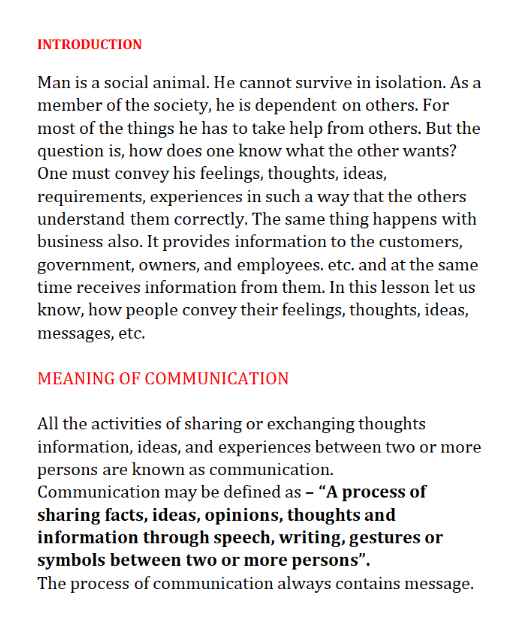 INTRODUCTION
Man is a social animal. He cannot survive in isolation. As a
member of the society, he is dependent on others. For
most of the things he has to take help from others. But the
question is, how does one know what the other wants?
One must convey his feelings, thoughts, ideas,
requirements, experiences in such a way that the others
understand them correctly. The same thing happens with
business also. It provides information to the customers,
government, owners, and employees. etc. and at the same
time receives information from them. In this lesson let us
know, how people convey their feelings, thoughts, ideas,
messages, etc.
MEANING OF COMMUNICATION
All the activities of sharing or exchanging thoughts
information, ideas, and experiences between two or more
persons are known as communication.
Communication may be defined as – “A process of
sharing facts, ideas, opinions, thoughts and
information through speech, writing, gestures or
symbols between two or more persons”.
The process of communication always contains message.